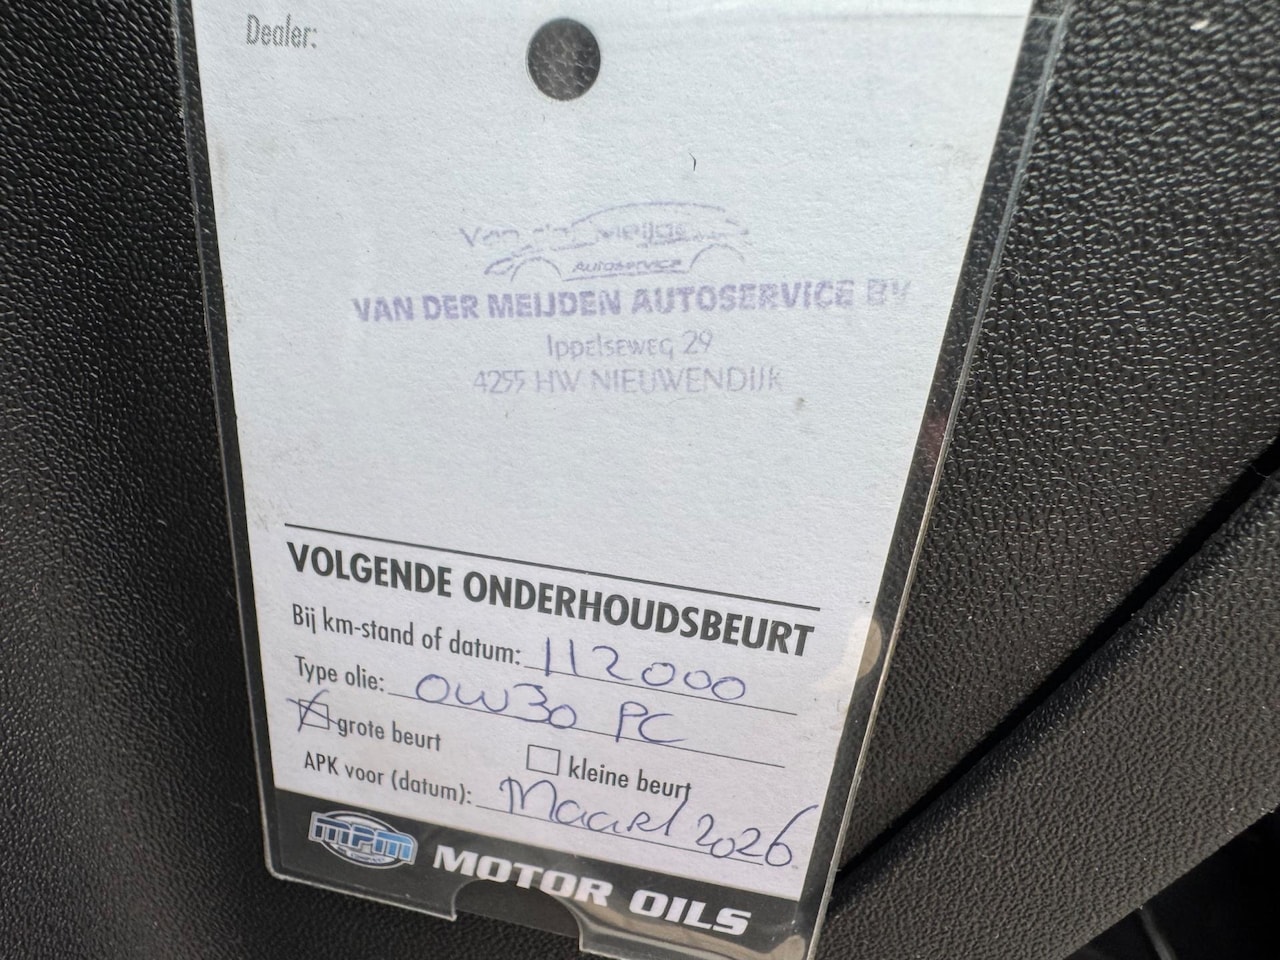 Dealer:
Autoservice
VAN DER MEIJDEN AUTOSERVICE BV
Ippelseweg 29
4255 HW NIEUWENDIJK
VOLGENDE ONDERHOUDSBEURT
Bij km-stand of datum: 112000
Type olie: 0W30 PC
grote beurt
kleine beurt
APK voor (datum): Maart 2026
MPM
MOTOR OILS